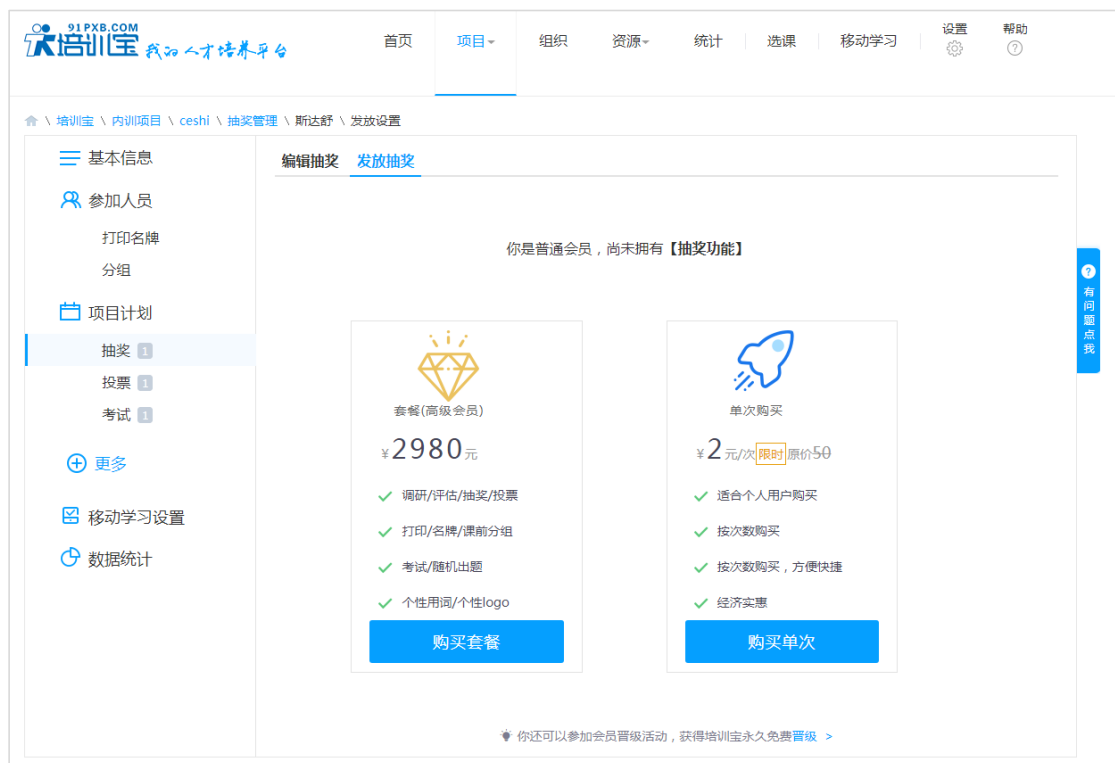 91PXB.COM
培训宝 我的人才培养平台
首页 项目 组织 资源 统计 选课 移动学习 设置 帮助
\ 培训宝 \ 内训项目 \ ceshi \ 抽奖管理 \ 斯达舒 \ 发放设置
基本信息
参加人员
打印名牌
分组
项目计划
抽奖 1
投票 1
考试 1
更多
移动学习设置
数据统计
编辑抽奖 发放抽奖
你是普通会员，尚未拥有【抽奖功能】
套餐(高级会员)
¥2980元
调研/评估/抽奖/投票
打印/名牌/课前分组
考试/随机出题
个性用词/个性logo
购买套餐
单次购买
¥2元/次 限时 原价50
适合个人用户购买
按次数购买
按次数购买，方便快捷
经济实惠
购买单次
你还可以参加会员晋级活动，获得培训宝永久免费晋级 >
?
有问题点我